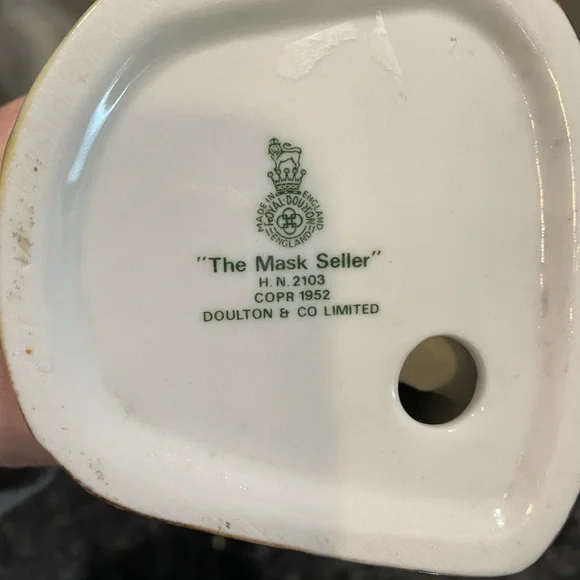 MADE IN ENGLAND
ROYAL·DOULTON
ENGLAND
"The Mask Seller"
H.N.2103
COPR 1952
DOULTON & CO LIMITED